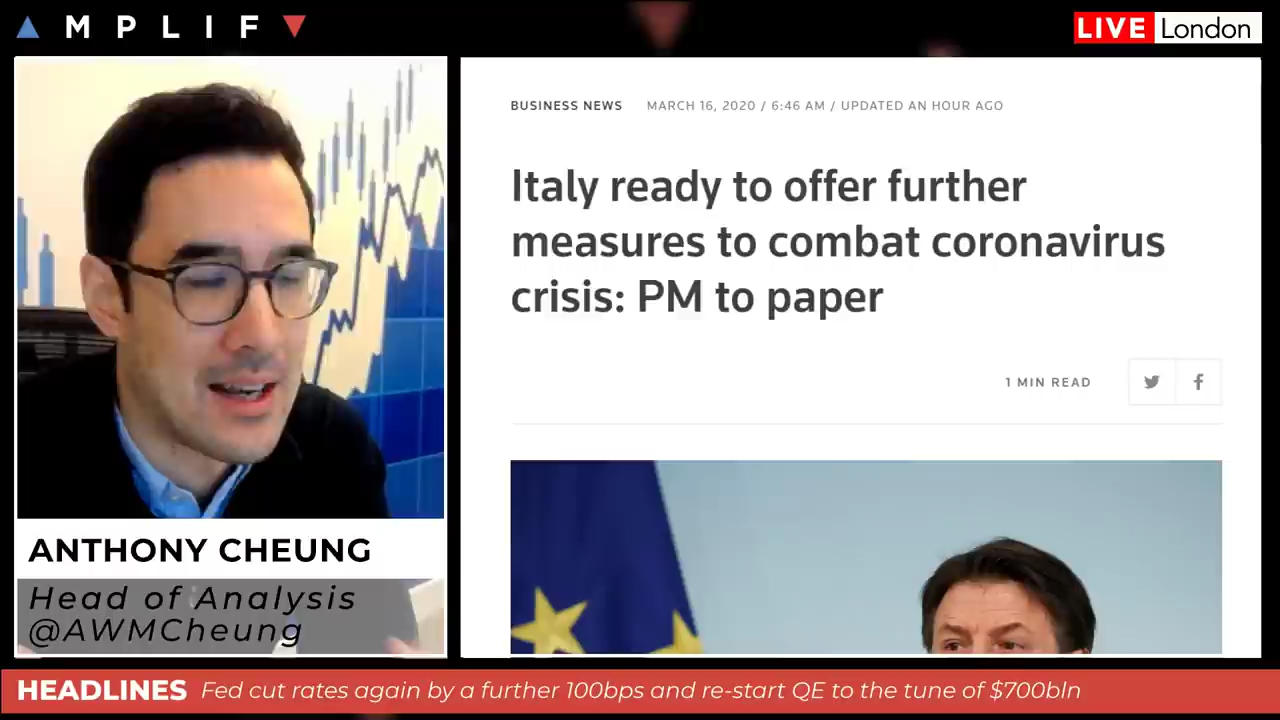 ▲ M P L I F ▼
LIVE London
BUSINESS NEWS MARCH 16, 2020 / 6:46 AM / UPDATED AN HOUR AGO
Italy ready to offer further
measures to combat coronavirus
crisis: PM to paper
1 MIN READ
ANTHONY CHEUNG
Head of Analysis
@AWMCheung
HEADLINES Fed cut rates again by a further 100bps and re-start QE to the tune of $700bln